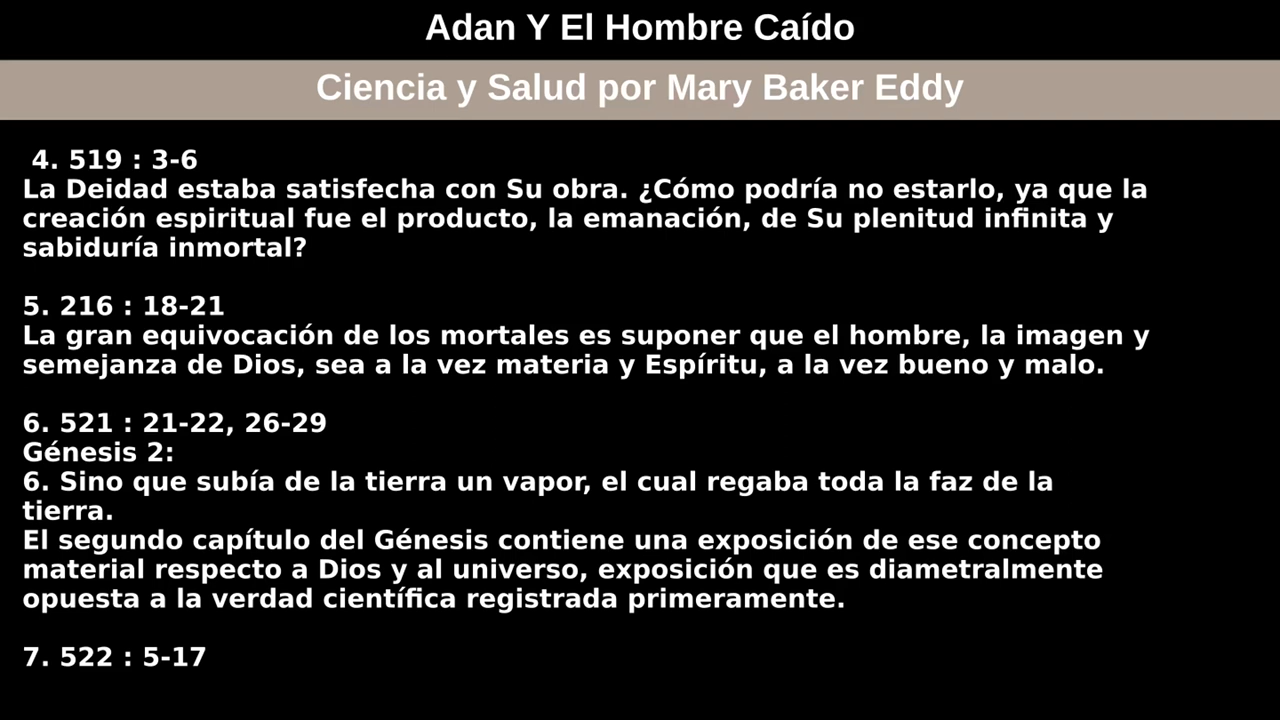 Adan Y El Hombre Caído
Ciencia y Salud por Mary Baker Eddy
4. 519 : 3-6
La Deidad estaba satisfecha con Su obra. ¿Cómo podría no estarlo, ya que la
creación espiritual fue el producto, la emanación, de Su plenitud infinita y
sabiduría inmortal?
5. 216 : 18-21
La gran equivocación de los mortales es suponer que el hombre, la imagen y
semejanza de Dios, sea a la vez materia y Espíritu, a la vez bueno y malo.
6. 521 : 21-22, 26-29
Génesis 2:
6. Sino que subía de la tierra un vapor, el cual regaba toda la faz de la
tierra.
El segundo capítulo del Génesis contiene una exposición de ese concepto
material respecto a Dios y al universo, exposición que es diametralmente
opuesta a la verdad científica registrada primeramente.
7. 522 : 5-17